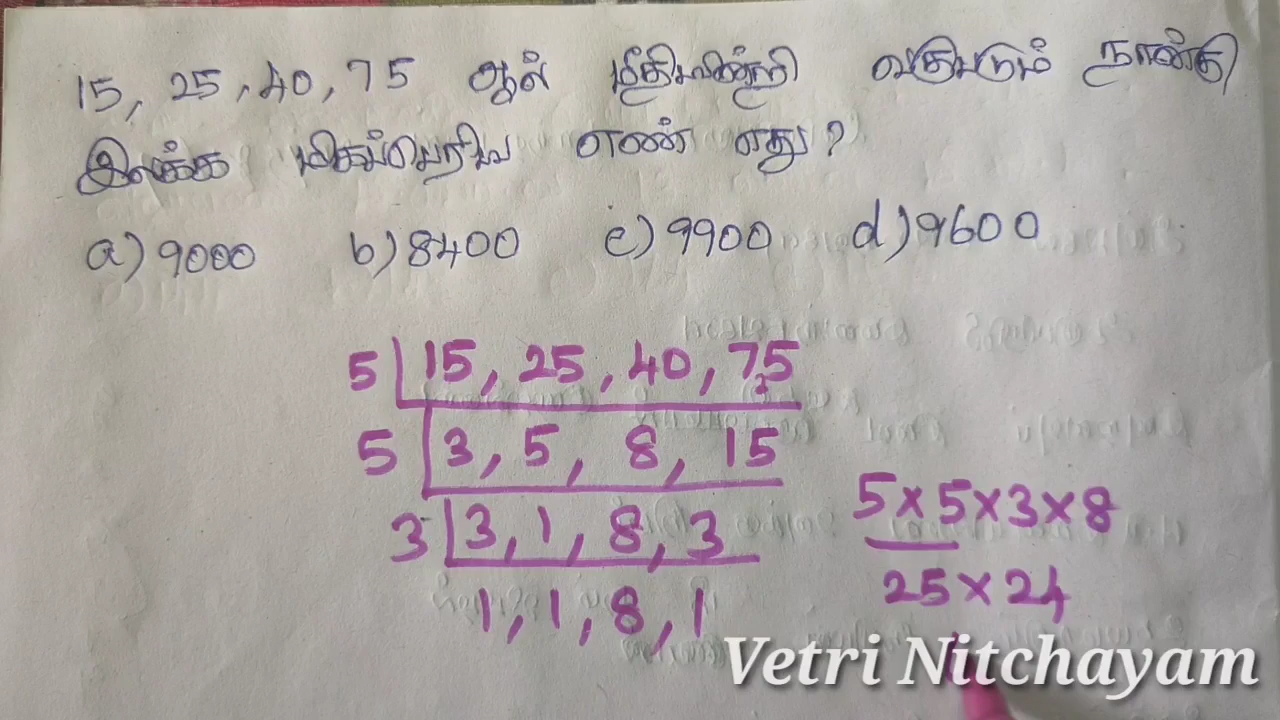 15, 25, 40, 75 ஆல் மீதியின்றி வகுபடும் நான்கு
இலக்க மிகப்பெரிய எண் எது?
a) 9000 b) 8400 c) 9900 d) 9600
5 15, 25, 40, 75
5 3, 5, 8, 15
3 3, 1, 8, 3
1, 1, 8, 1
5×5×3×8
25×24
Vetri Nitchayam